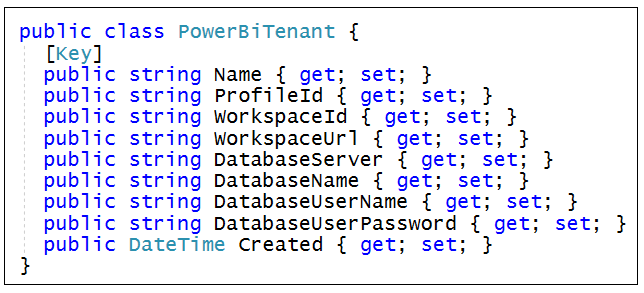 public class PowerBiTenant {
[Key]
public string Name { get; set; }
public string ProfileId { get; set; }
public string WorkspaceId { get; set; }
public string WorkspaceUrl { get; set; }
public string DatabaseServer { get; set; }
public string DatabaseName { get; set; }
public string DatabaseUserName { get; set; }
public string DatabaseUserPassword { get; set; }
public DateTime Created { get; set; }
}